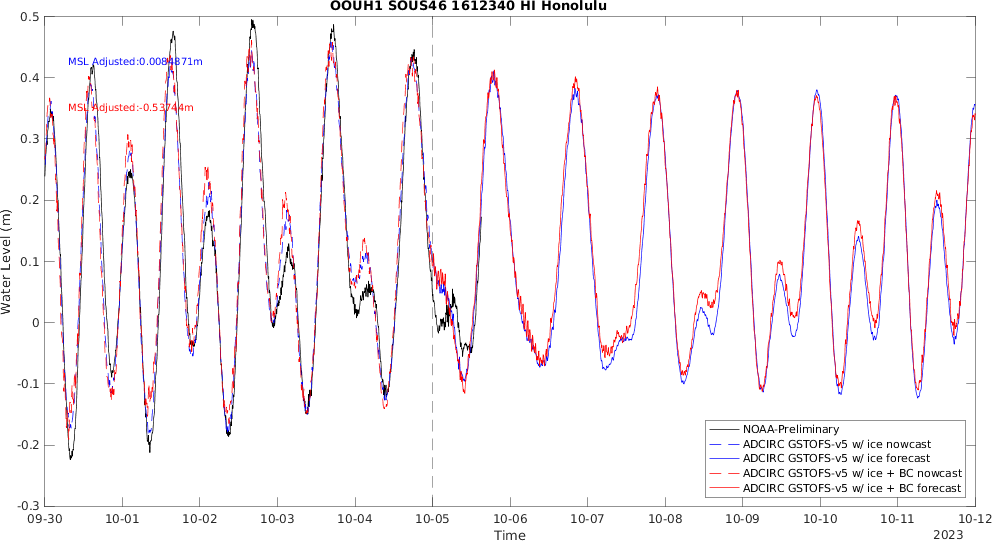 OOUH1 SOUS46 1612340 HI Honolulu
MSL Adjusted:0.0084871m
MSL Adjusted:-0.53744m
Water Level (m)
0.5
0.4
0.3
0.2
0.1
0
-0.1
-0.2
-0.3
NOAA-Preliminary
ADCIRC GSTOFS-v5 w/ ice nowcast
ADCIRC GSTOFS-v5 w/ ice forecast
ADCIRC GSTOFS-v5 w/ ice + BC nowcast
ADCIRC GSTOFS-v5 w/ ice + BC forecast
09-30 10-01 10-02 10-03 10-04 10-05 10-06 10-07 10-08 10-09 10-10 10-11 10-12
Time
2023